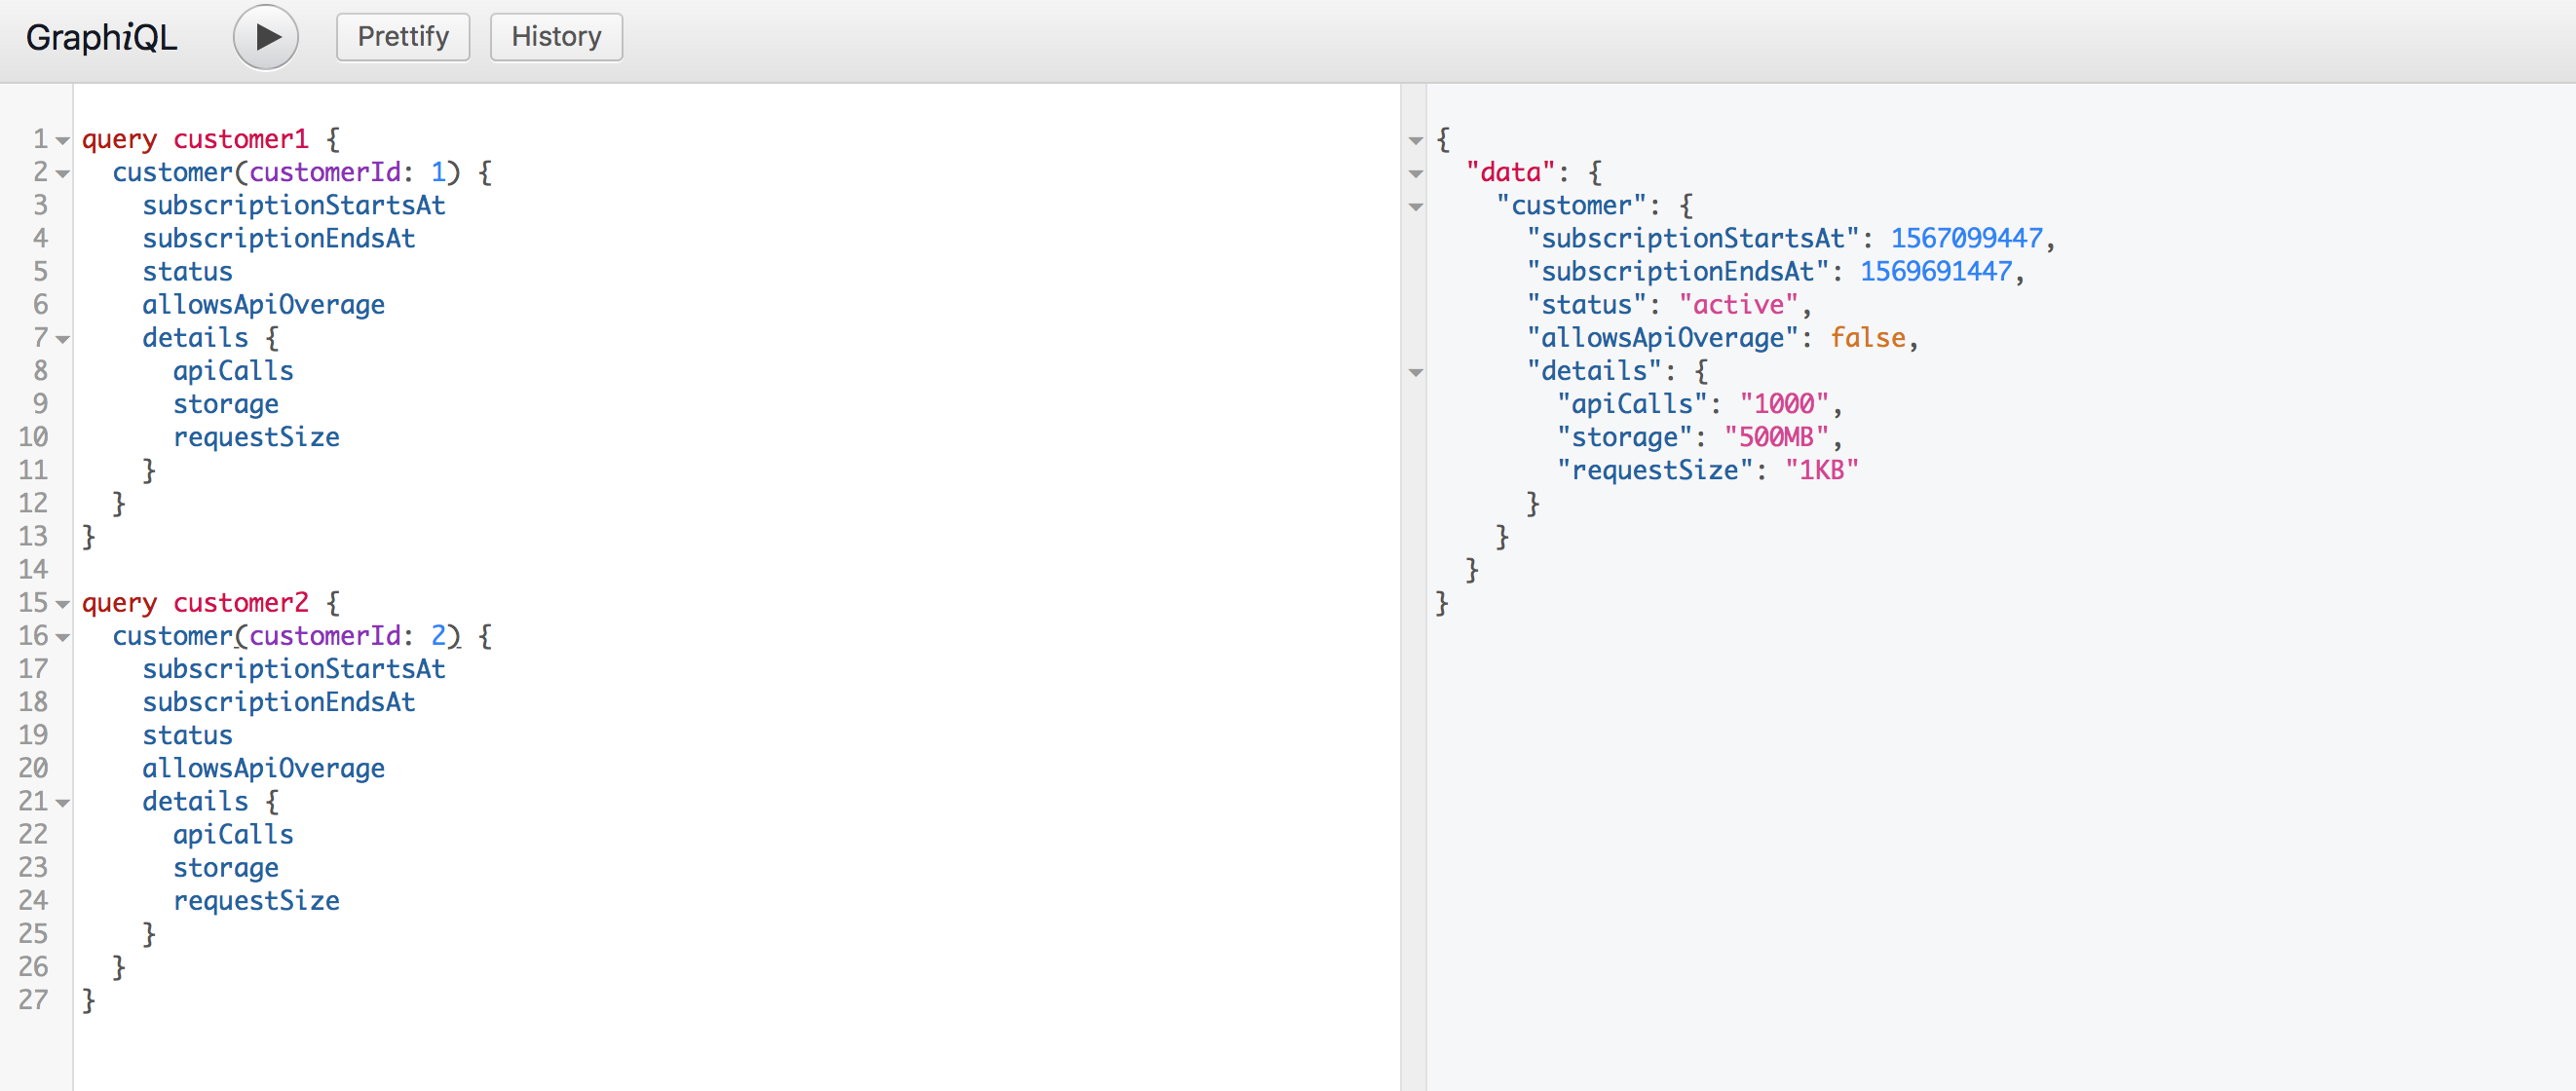 GraphiQL Prettify History
1 query customer1 {
2 customer(customerId: 1) {
3 subscriptionStartsAt
4 subscriptionEndsAt
5 status
6 allowsApiOverage
7 details {
8 apiCalls
9 storage
10 requestSize
11 }
12 }
13 }
14
15 query customer2 {
16 customer(customerId: 2) {
17 subscriptionStartsAt
18 subscriptionEndsAt
19 status
20 allowsApiOverage
21 details {
22 apiCalls
23 storage
24 requestSize
25 }
26 }
27 }
{
"data": {
"customer": {
"subscriptionStartsAt": 1567099447,
"subscriptionEndsAt": 1569691447,
"status": "active",
"allowsApiOverage": false,
"details": {
"apiCalls": "1000",
"storage": "500MB",
"requestSize": "1KB"
}
}
}
}